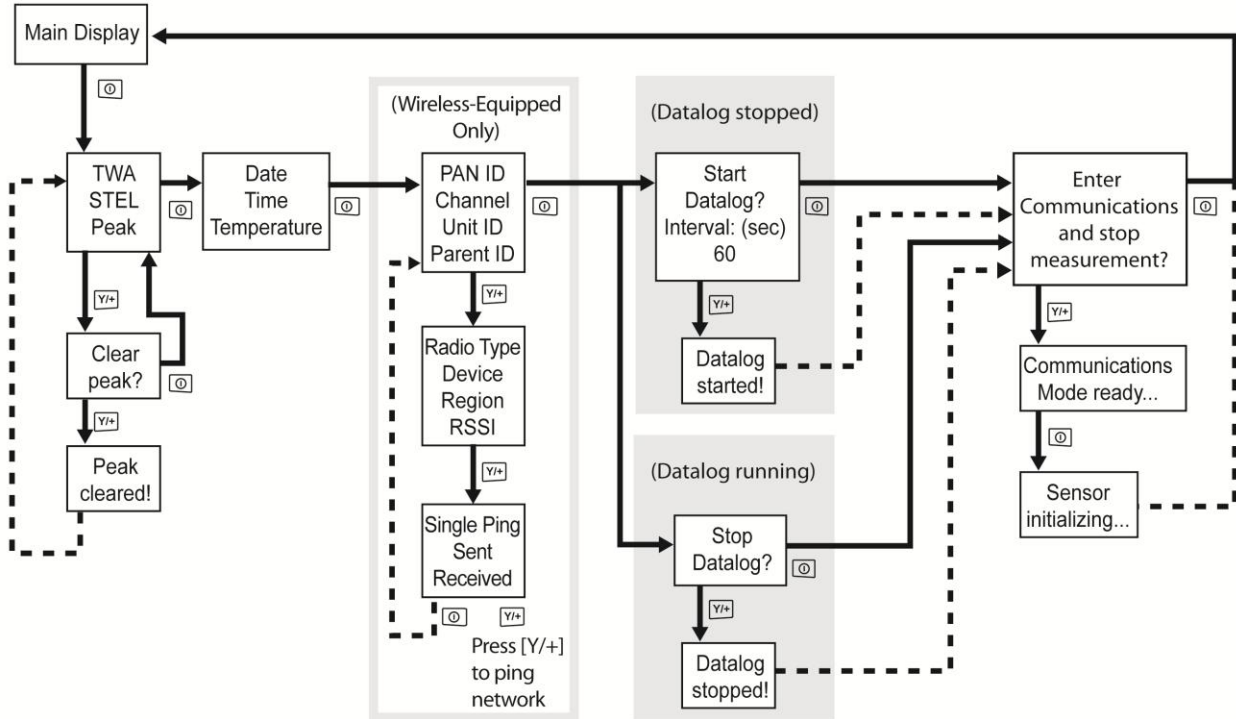 Main Display
(Wireless-Equipped
Only)
(Datalog stopped)
TWA
STEL
Peak
Date
Time
Temperature
PAN ID
Channel
Unit ID
Parent ID
Start
Datalog?
Interval: (sec)
60
Enter
Communications
and stop
measurement?
Y/+
Y/+
Y/+
Y/+
Clear
peak?
Radio Type
Device
Region
RSSI
Datalog
started!
Communications
Mode ready...
Y/+
Peak
cleared!
Y/+
(Datalog running)
Sensor
initializing...
Single Ping
Sent
Received
Stop
Datalog?
Y/+
Y/+
Press [Y/+]
to ping
network
Datalog
stopped!